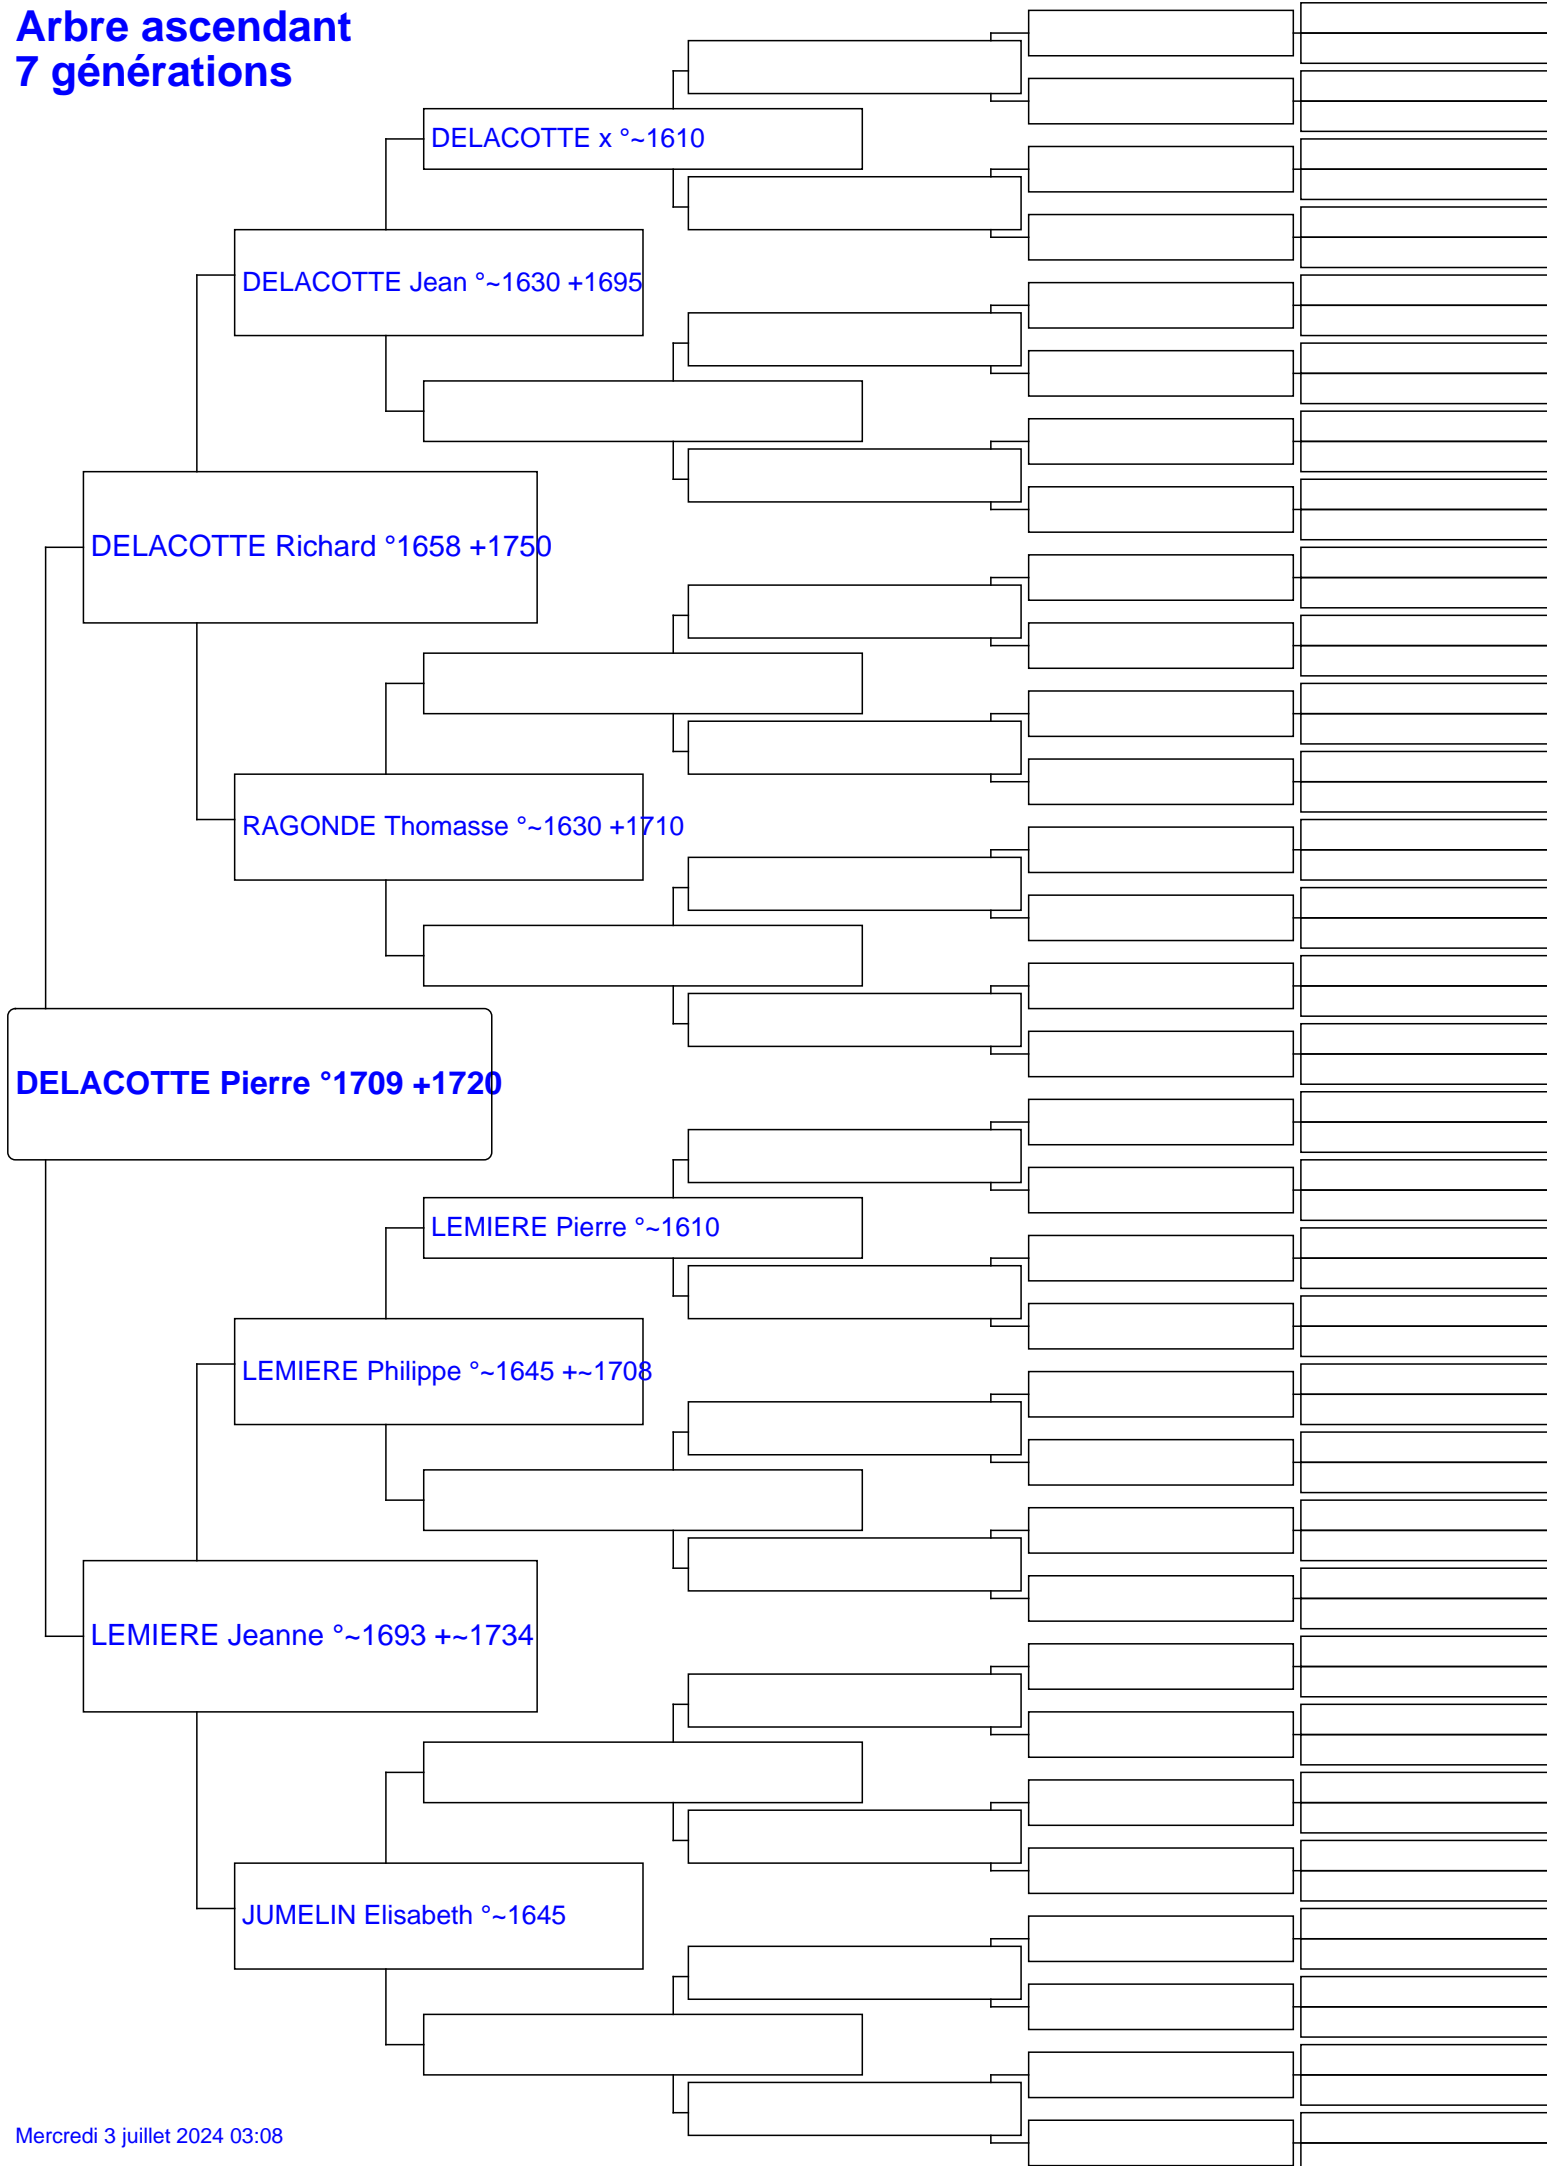 Arbre ascendant
7 générations
DELACOTTE x °~1610
DELACOTTE Jean °~1630 +1695
DELACOTTE Richard °1658 +1750
RAGONDE Thomasse °~1630 +1710
DELACOTTE Pierre °1709 +1720
LEMIERE Pierre °~1610
LEMIERE Philippe °~1645 +~1708
LEMIERE Jeanne °~1693 +~1734
JUMELIN Elisabeth °~1645
Mercredi 3 juillet 2024 03:08